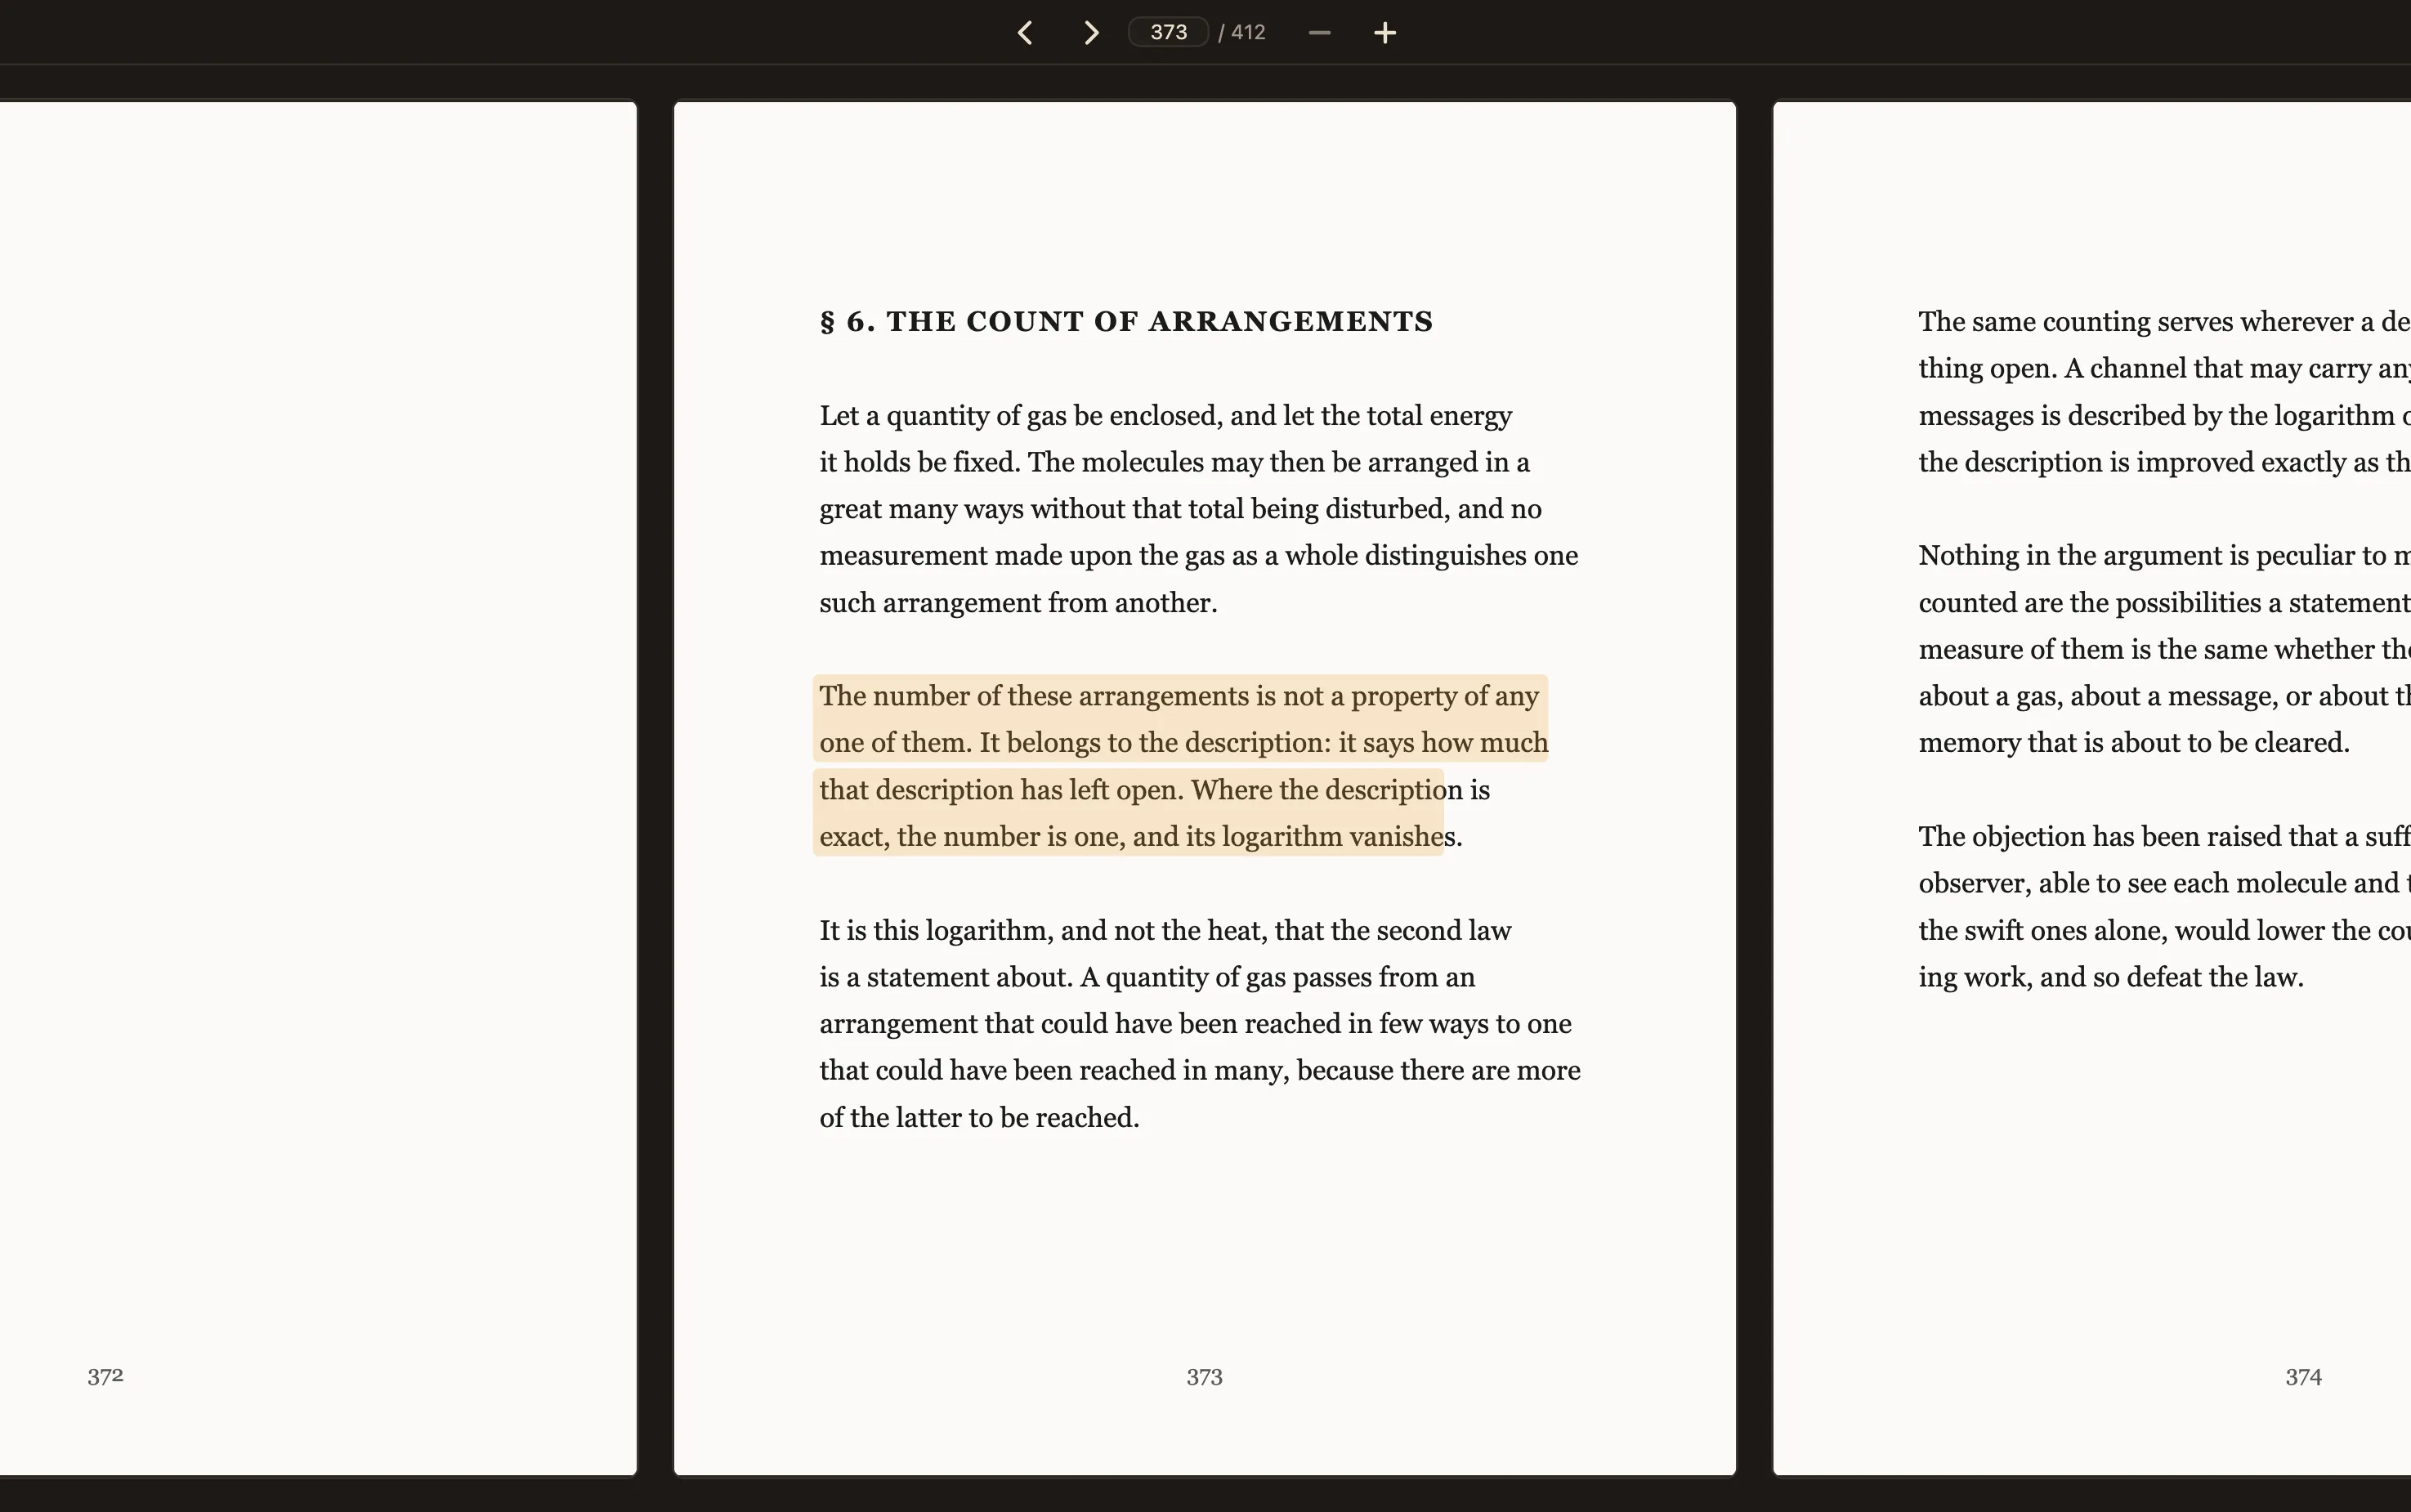 373 / 412
§ 6. THE COUNT OF ARRANGEMENTS
Let a quantity of gas be enclosed, and let the total energy
it holds be fixed. The molecules may then be arranged in a
great many ways without that total being disturbed, and no
measurement made upon the gas as a whole distinguishes one
such arrangement from another.
The number of these arrangements is not a property of any
one of them. It belongs to the description: it says how much
that description has left open. Where the description is
exact, the number is one, and its logarithm vanishes.
It is this logarithm, and not the heat, that the second law
is a statement about. A quantity of gas passes from an
arrangement that could have been reached in few ways to one
that could have been reached in many, because there are more
of the latter to be reached.
The same counting serves wherever a
thing open. A channel that may carry
messages is described by the logarithm
the description is improved exactly as
Nothing in the argument is peculiar to
counted are the possibilities a statement
measure of them is the same whether
about a gas, about a message, or about
memory that is about to be cleared.
The objection has been raised that a
observer, able to see each molecule and
the swift ones alone, would lower the
ing work, and so defeat the law.
372
373
374